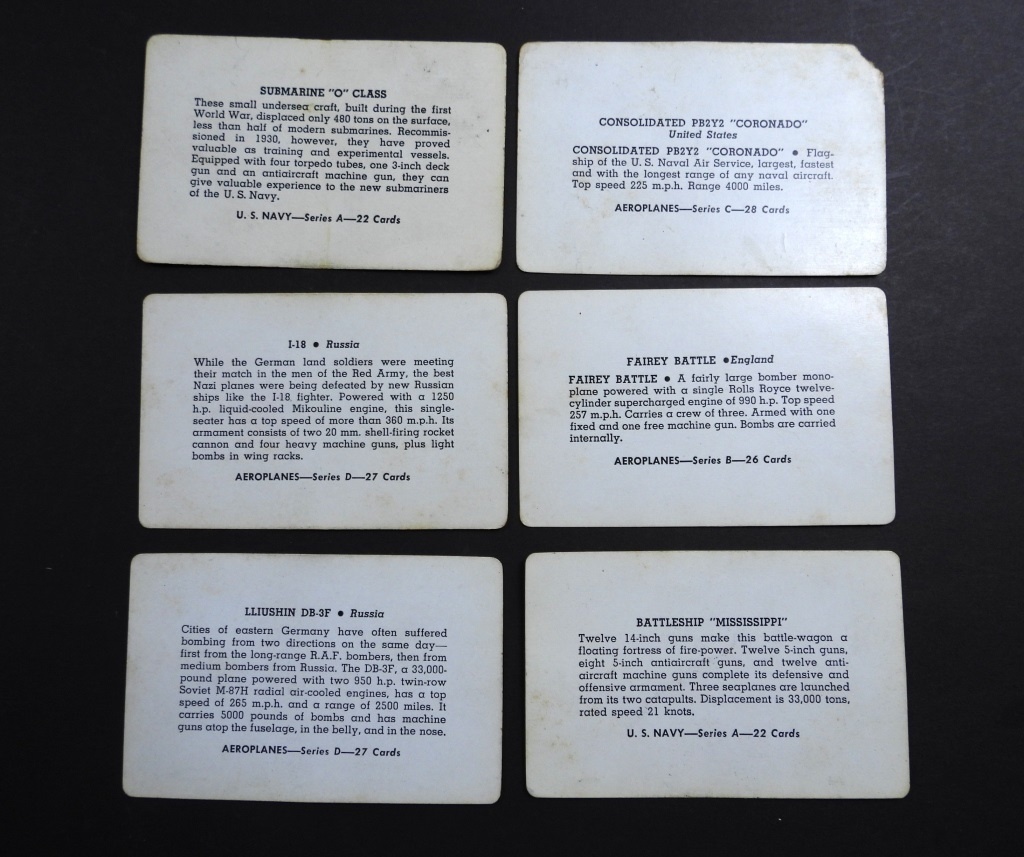 SUBMARINE "O" CLASS
These small undersea craft, built during the first
World War, displaced only 480 tons on the surface,
less than half of modern submarines. Recommis-
sioned in 1930, however, they have proved
valuable as training and experimental vessels.
Equipped with four torpedo tubes, one 3-inch deck
gun and an antiaircraft machine gun, they can
give valuable experience to the new submariners
of the U. S. Navy.
U. S. NAVY—Series A—22 Cards
CONSOLIDATED PB2Y2 "CORONADO"
United States
CONSOLIDATED PB2Y2 "CORONADO" ● Flag-
ship of the U. S. Naval Air Service, largest, fastest
and with the longest range of any naval aircraft.
Top speed 225 m.p.h. Range 4000 miles.
AEROPLANES—Series C—28 Cards
I-18 ● Russia
While the German land soldiers were meeting
their match in the men of the Red Army, the best
Nazi planes were being defeated by new Russian
ships like the I-18 fighter. Powered with a 1250
h.p. liquid-cooled Mikouline engine, this single-
seater has a top speed of more than 360 m.p.h. Its
armament consists of two 20 mm. shell-firing rocket
cannon and four heavy machine guns, plus light
bombs in wing racks.
AEROPLANES—Series D—27 Cards
FAIREY BATTLE ● England
FAIREY BATTLE ● A fairly large bomber mono-
plane powered with a single Rolls Royce twelve-
cylinder supercharged engine of 990 h.p. Top speed
257 m.p.h. Carries a crew of three. Armed with one
fixed and one free machine gun. Bombs are carried
internally.
AEROPLANES—Series B—26 Cards
LLIUSHIN DB-3F ● Russia
Cities of eastern Germany have often suffered
bombing from two directions on the same day—
first from the long-range R.A.F. bombers, then from
medium bombers from Russia. The DB-3F, a 33,000-
pound plane powered with two 950 h.p. twin-row
Soviet M-87H radial air-cooled engines, has a top
speed of 265 m.p.h. and a range of 2500 miles. It
carries 5000 pounds of bombs and has machine
guns atop the fuselage, in the belly, and in the nose.
AEROPLANES—Series D—27 Cards
BATTLESHIP "MISSISSIPPI"
Twelve 14-inch guns make this battle-wagon a
floating fortress of fire-power. Twelve 5-inch guns,
eight 5-inch antiaircraft guns, and twelve anti-
aircraft machine guns complete its defensive and
offensive armament. Three seaplanes are launched
from its two catapults. Displacement is 33,000 tons,
rated speed 21 knots.
U. S. NAVY—Series A—22 Cards